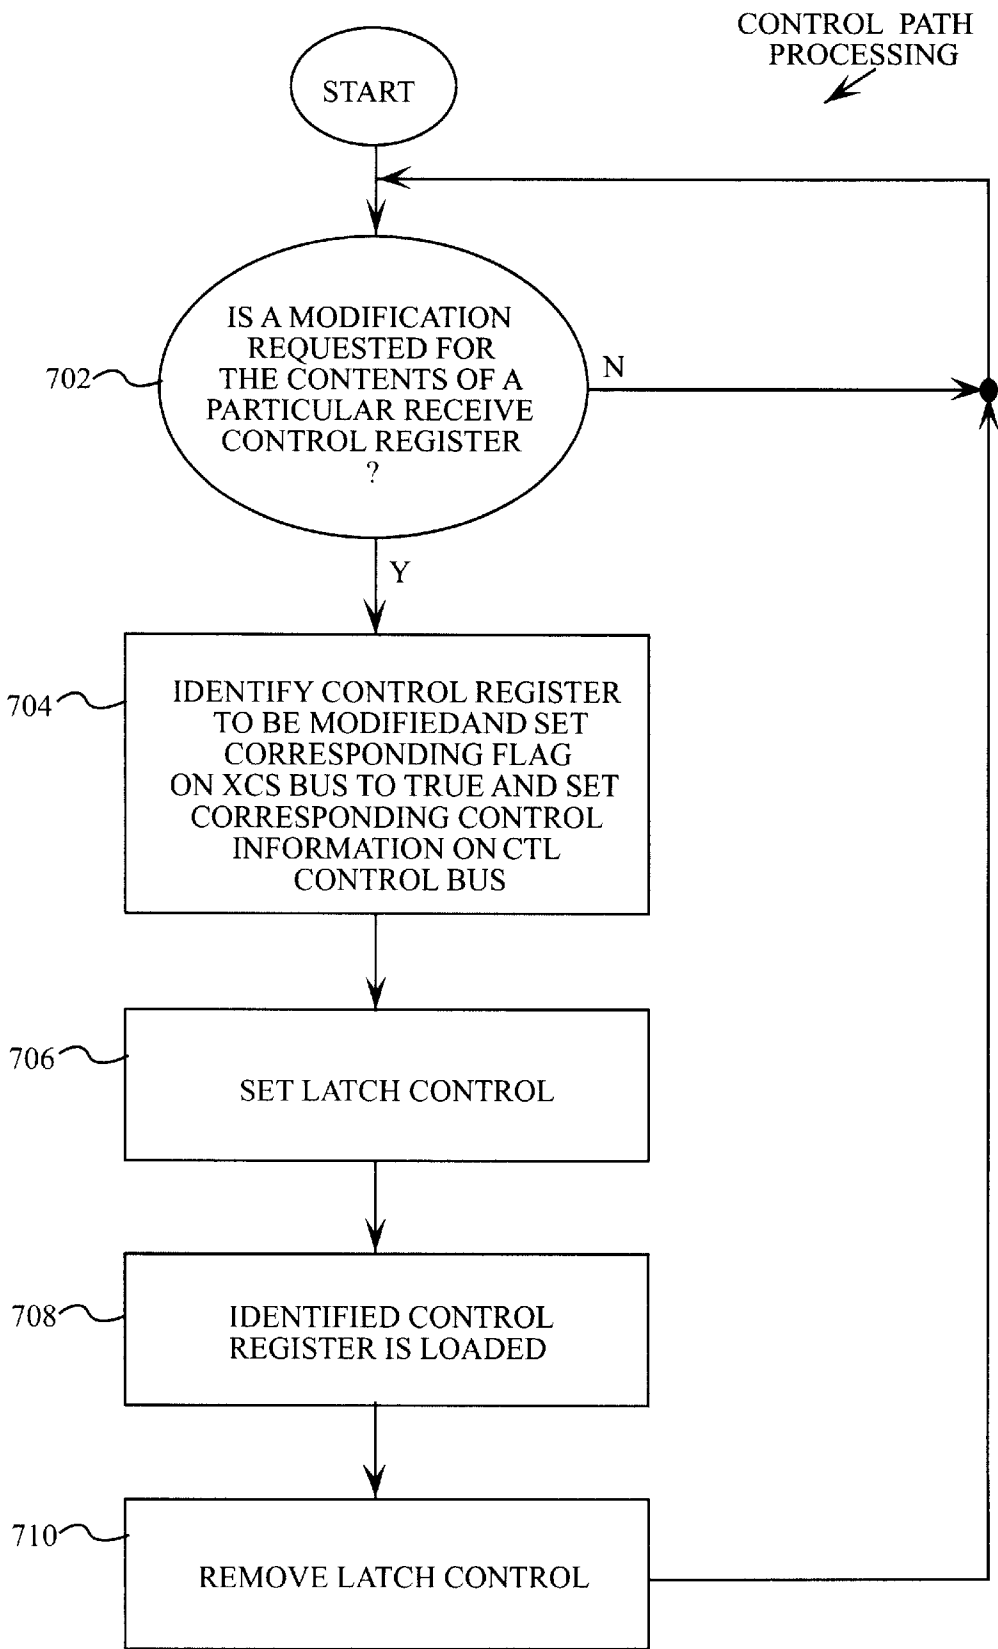 CONTROL PATH
PROCESSING
START
IS A MODIFICATION
REQUESTED FOR
THE CONTENTS OF A
PARTICULAR RECEIVE
CONTROL REGISTER
?
702
N
Y
704
IDENTIFY CONTROL REGISTER
TO BE MODIFIEDAND SET
CORRESPONDING FLAG
ON XCS BUS TO TRUE AND SET
CORRESPONDING CONTROL
INFORMATION ON CTL
CONTROL BUS
706
SET LATCH CONTROL
708
IDENTIFIED CONTROL
REGISTER IS LOADED
710
REMOVE LATCH CONTROL